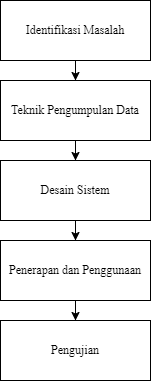 Identifikasi Masalah
Teknik Pengumpulan Data
Desain Sistem
Penerapan dan Penggunaan
Pengujian